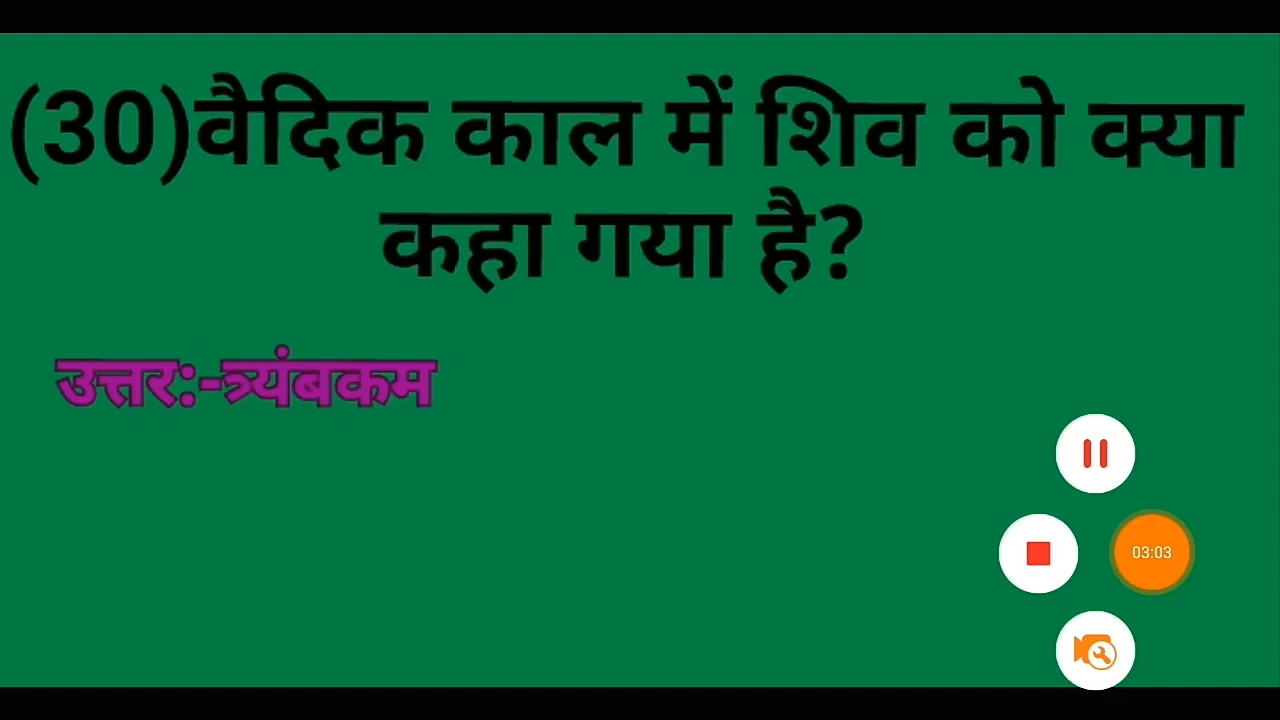 (30)वैदिक काल में शिव को क्या
कहा गया है?
उत्तर:-त्र्यंबकम
03:03